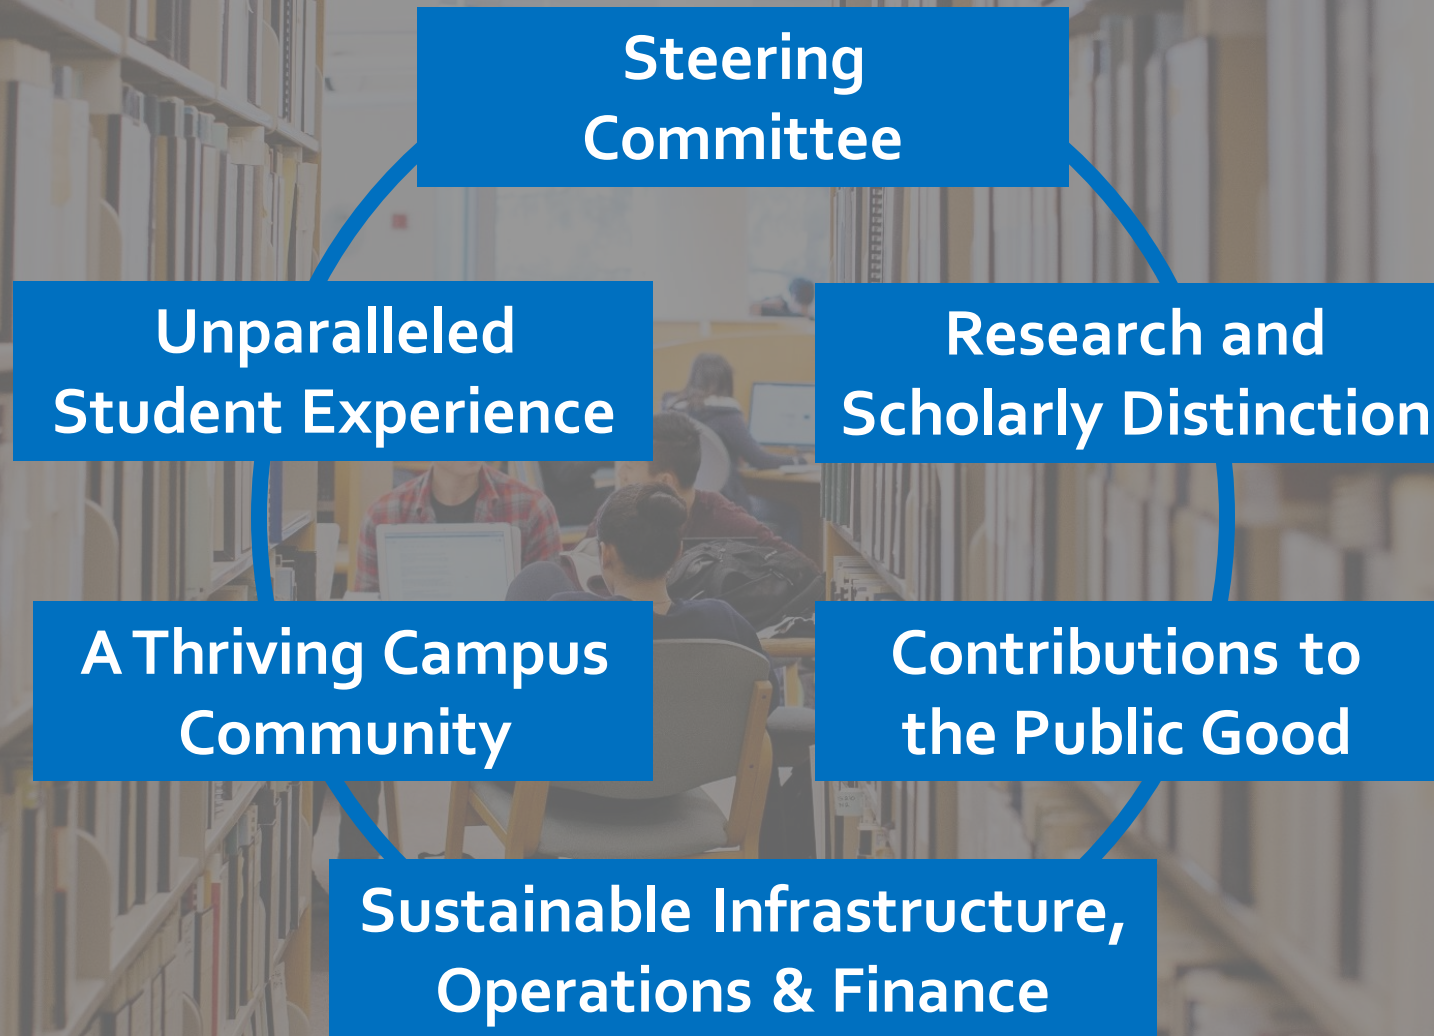 Steering
Committee
Unparalleled
Student Experience
Research and
Scholarly Distinction
A Thriving Campus
Community
Contributions to
the Public Good
Sustainable Infrastructure,
Operations & Finance